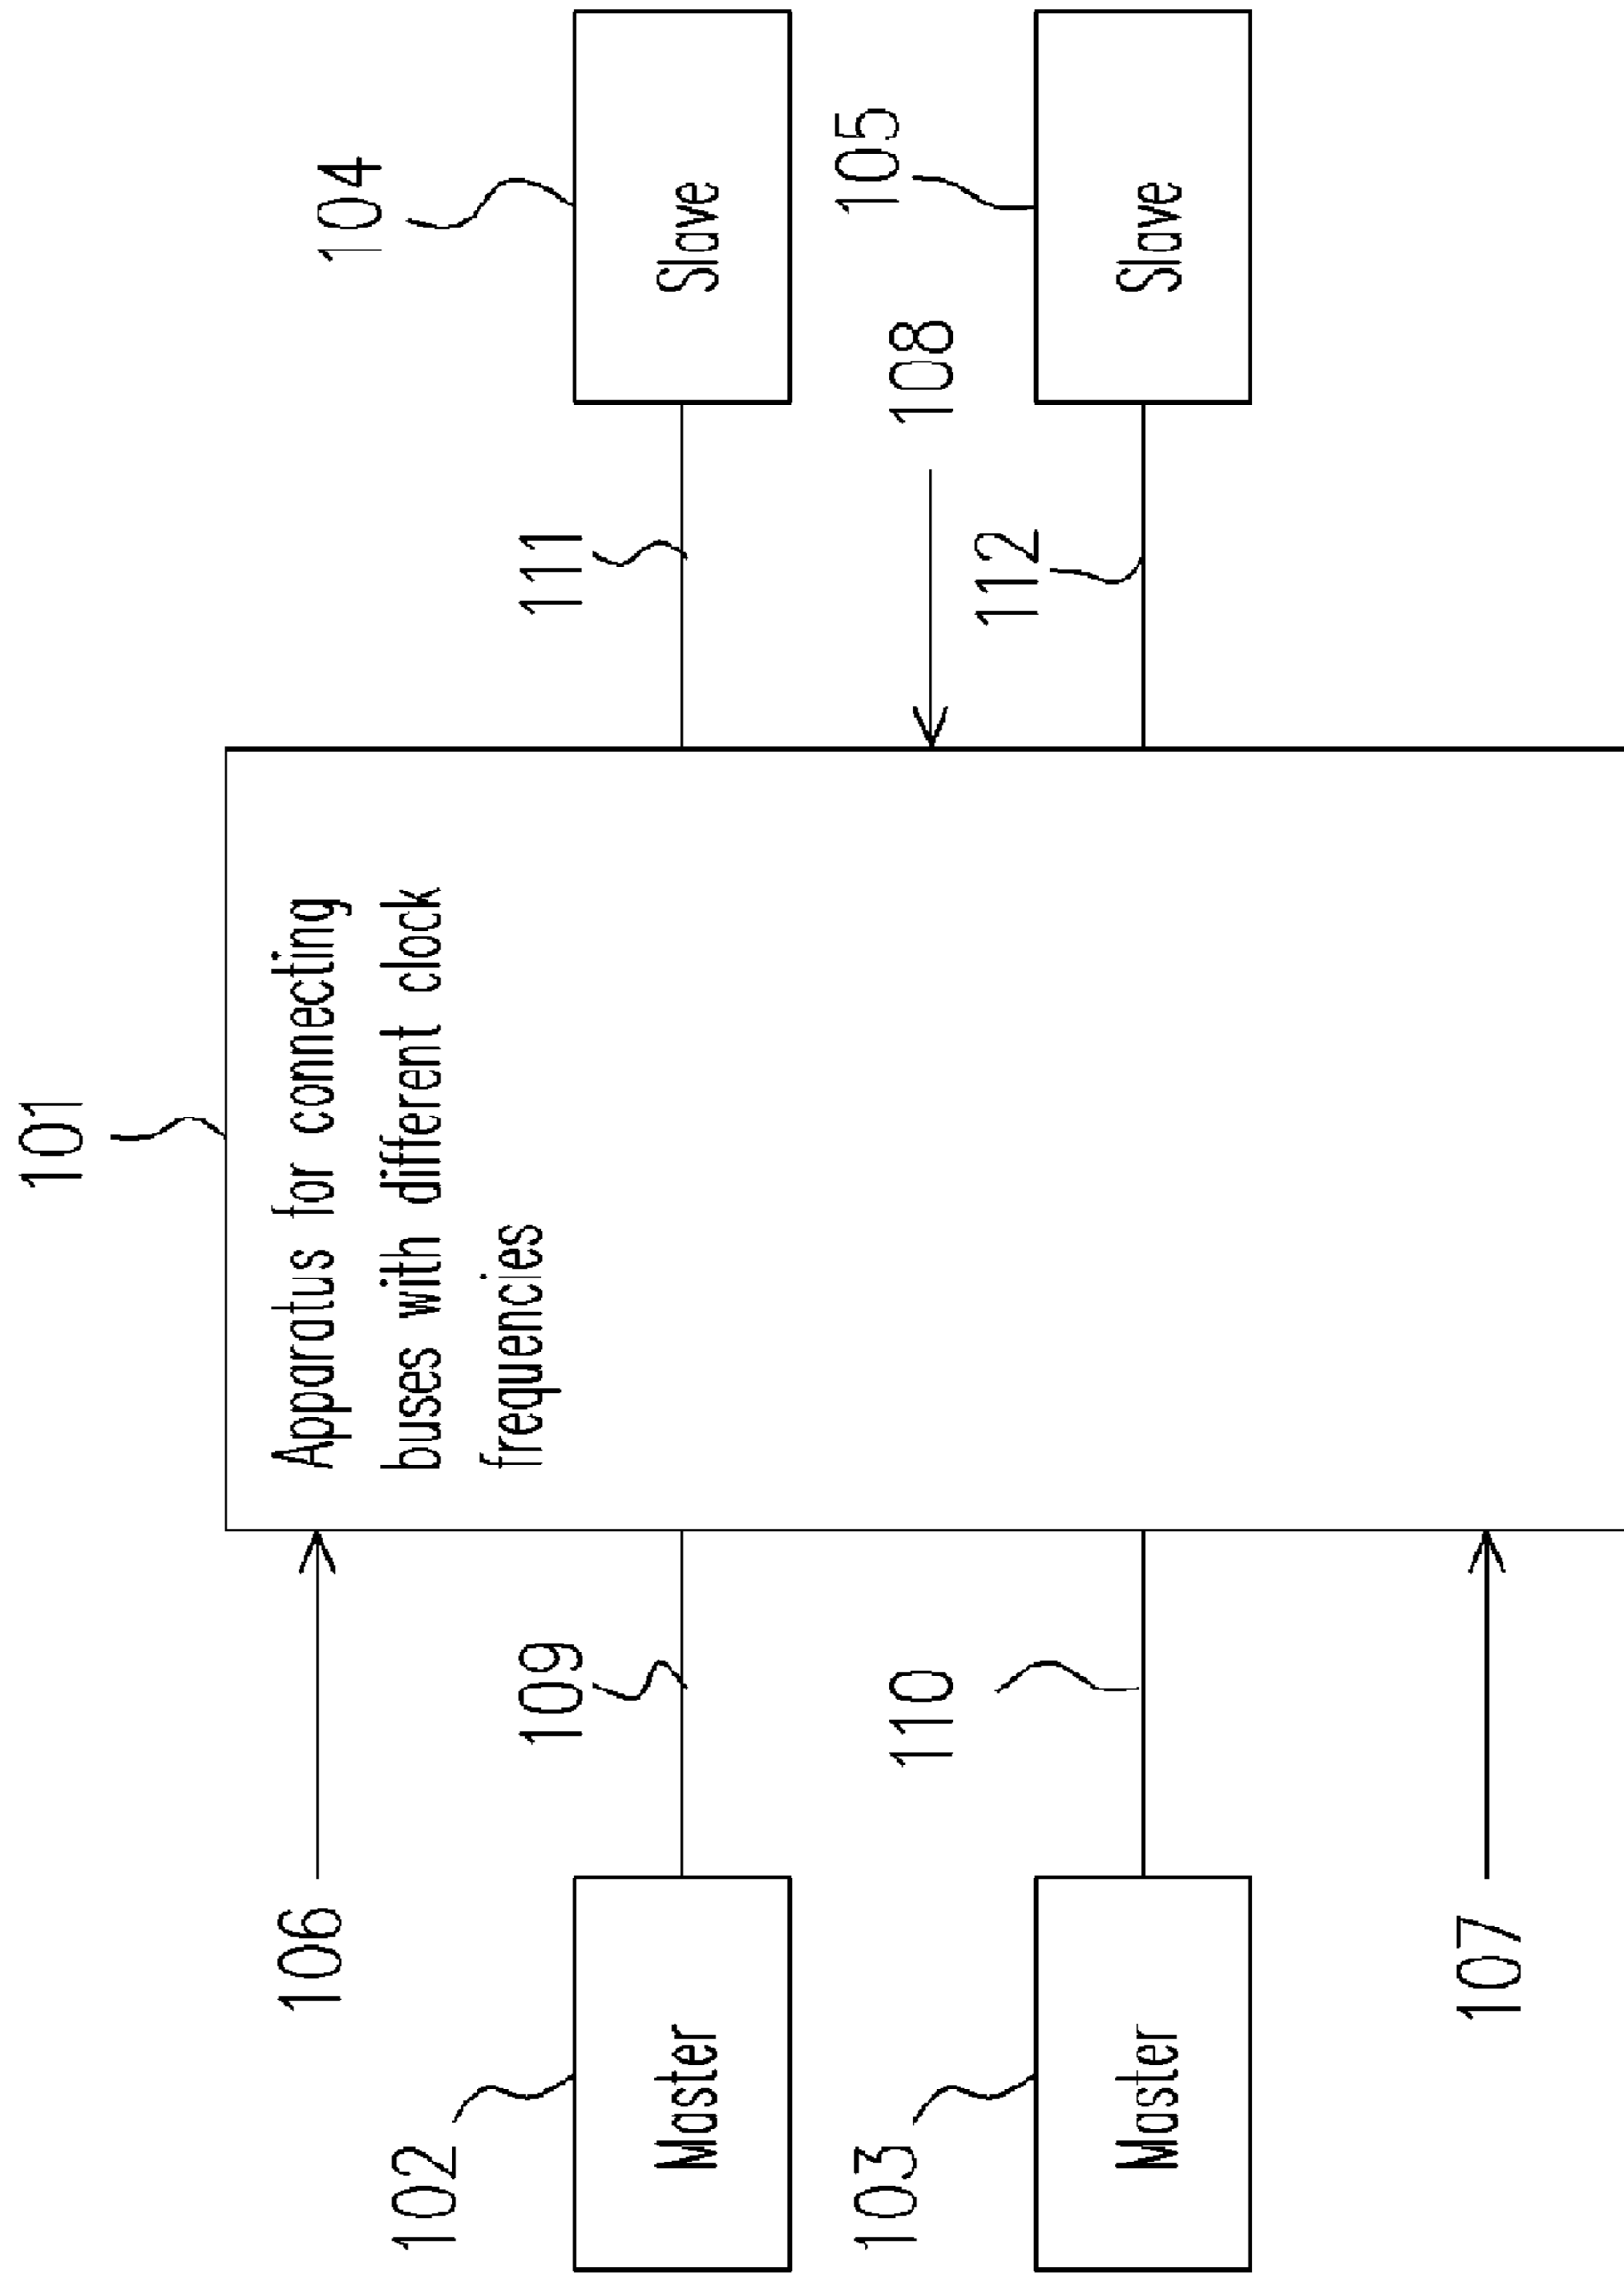 101
Apparatus for connecting
buses with different clock
frequencies
106
104
102
Master
109
111
Slave
105
103
110
108
Master
112
Slave
107